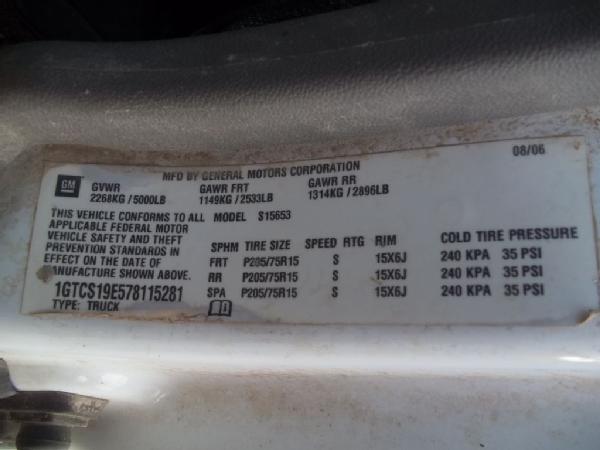 MFD BY GENERAL MOTORS CORPORATION 08/06
GM GVWR GAWR FRT GAWR RR
2268KG / 5000LB 1149KG / 2533LB 1314KG / 2896LB
THIS VEHICLE CONFORMS TO ALL MODEL S15653
APPLICABLE FEDERAL MOTOR
VEHICLE SAFETY AND THEFT
PREVENTION STANDARDS IN
EFFECT ON THE DATE OF
MANUFACTURE SHOWN ABOVE.
SPHM TIRE SIZE SPEED RTG RIM COLD TIRE PRESSURE
FRT P205/75R15 S 15X6J 240 KPA 35 PSI
RR P205/75R15 S 15X6J 240 KPA 35 PSI
SPA P205/75R15 S 15X6J 240 KPA 35 PSI
1GTCS19E578115281
TYPE: TRUCK